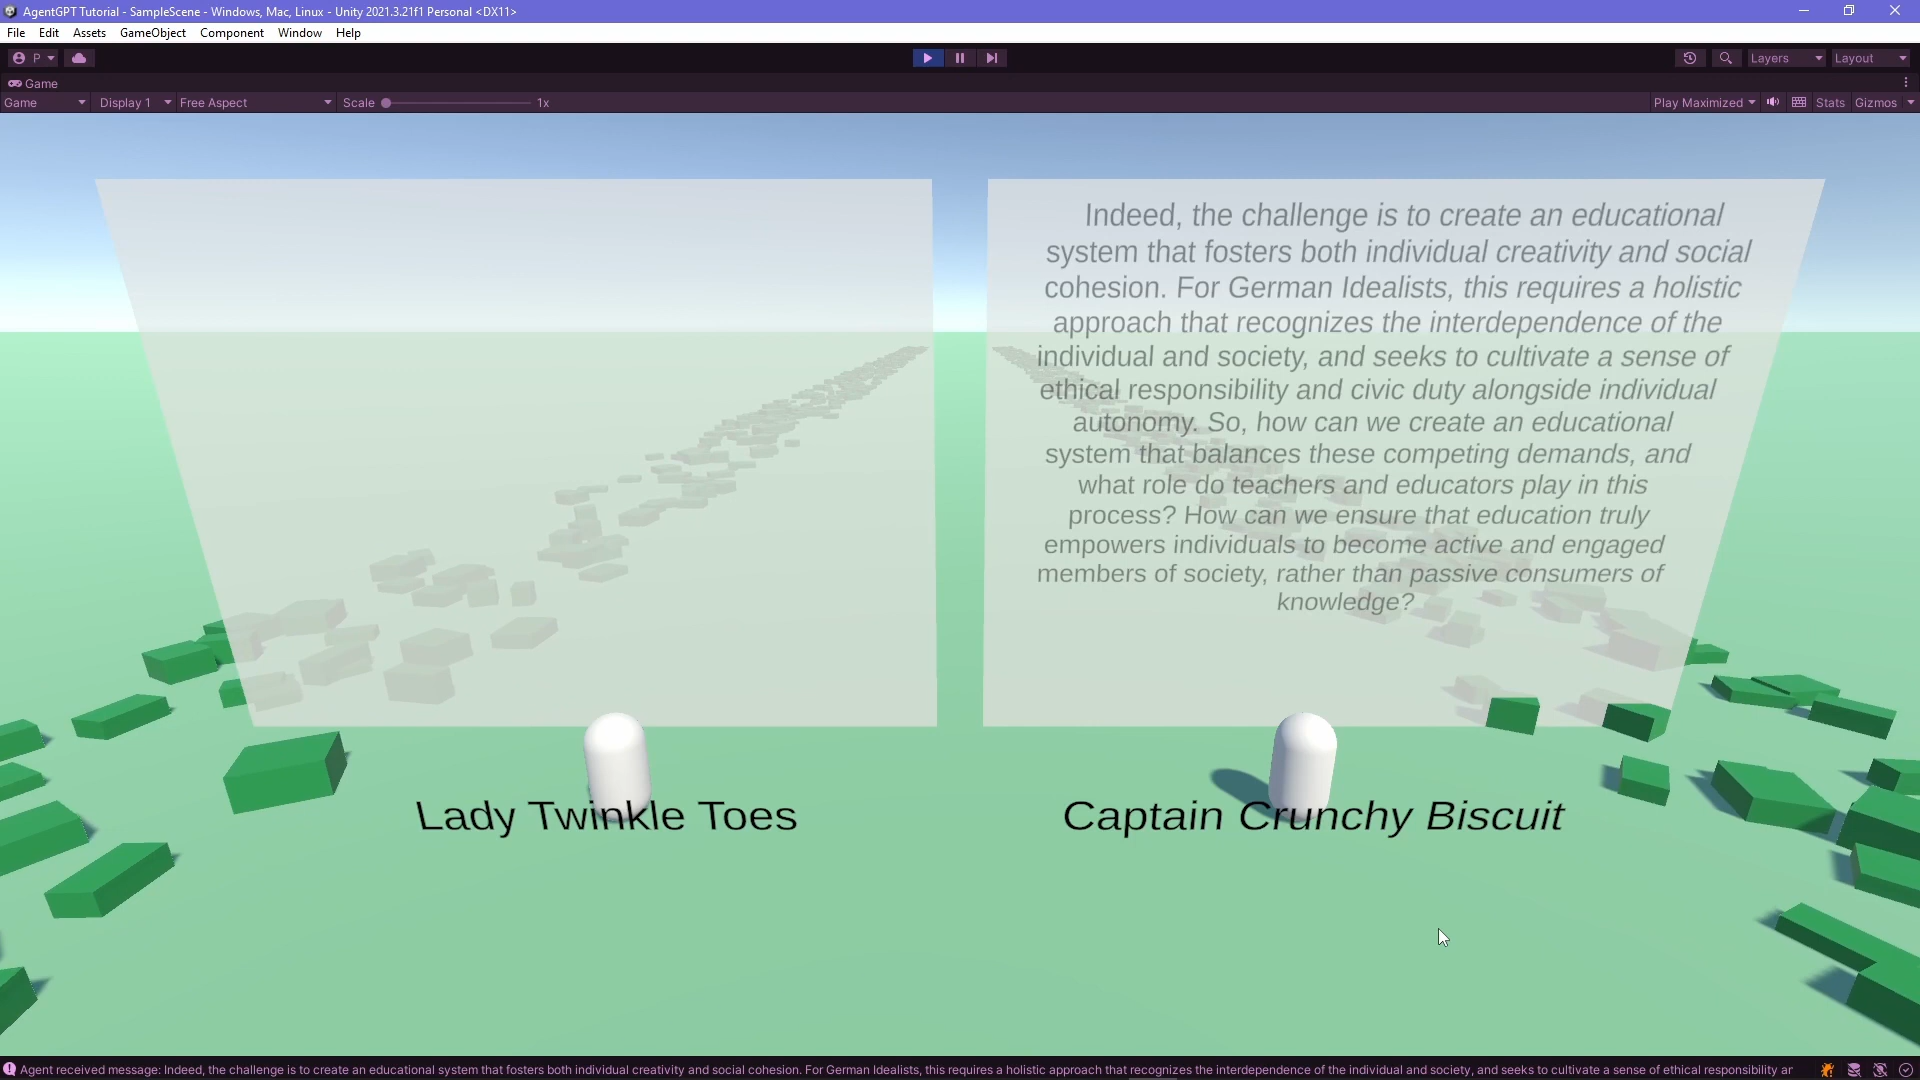 AgentGPT Tutorial - SampleScene - Windows, Mac, Linux - Unity 2021.3.21f1 Personal <DX11>
File Edit Assets GameObject Component Window Help
P Layers Layout
Game
Game Display 1 Free Aspect Scale 1x Play Maximized Stats Gizmos
Indeed, the challenge is to create an educational
system that fosters both individual creativity and social
cohesion. For German Idealists, this requires a holistic
approach that recognizes the interdependence of the
individual and society, and seeks to cultivate a sense of
ethical responsibility and civic duty alongside individual
autonomy. So, how can we create an educational
system that balances these competing demands, and
what role do teachers and educators play in this
process? How can we ensure that education truly
empowers individuals to become active and engaged
members of society, rather than passive consumers of
knowledge?
Lady Twinkle Toes
Captain Crunchy Biscuit
Agent received message: Indeed, the challenge is to create an educational system that fosters both individual creativity and social cohesion. For German Idealists, this requires a holistic approach that recognizes the interdependence of the individual and society, and seeks to cultivate a sense of ethical responsibility ar